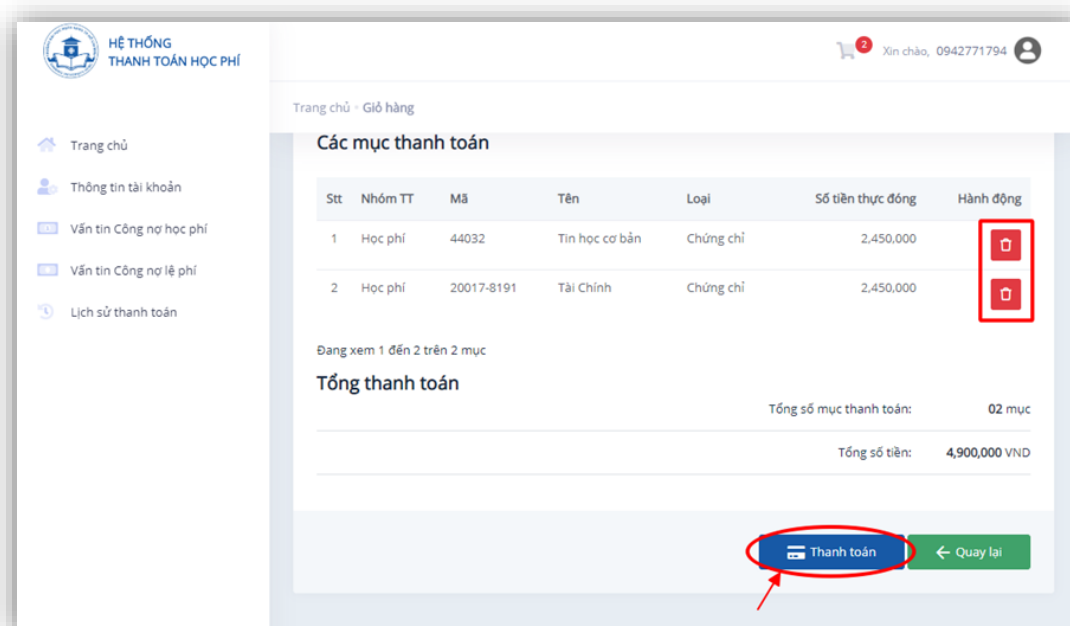 HỆ THỐNG
THANH TOÁN HỌC PHÍ
2 Xin chào, 0942771794
Trang chủ • Giỏ hàng
Trang chủ
Thông tin tài khoản
Vấn tin Công nợ học phí
Vấn tin Công nợ lệ phí
Lịch sử thanh toán
Các mục thanh toán
Stt Nhóm TT Mã Tên Loại Số tiền thực đóng Hành động
1 Học phí 44032 Tin học cơ bản Chứng chỉ 2,450,000
2 Học phí 20017-8191 Tài Chính Chứng chỉ 2,450,000
Đang xem 1 đến 2 trên 2 mục
Tổng thanh toán
Tổng số mục thanh toán: 02 mục
Tổng số tiền: 4,900,000 VND
Thanh toán
Quay lại